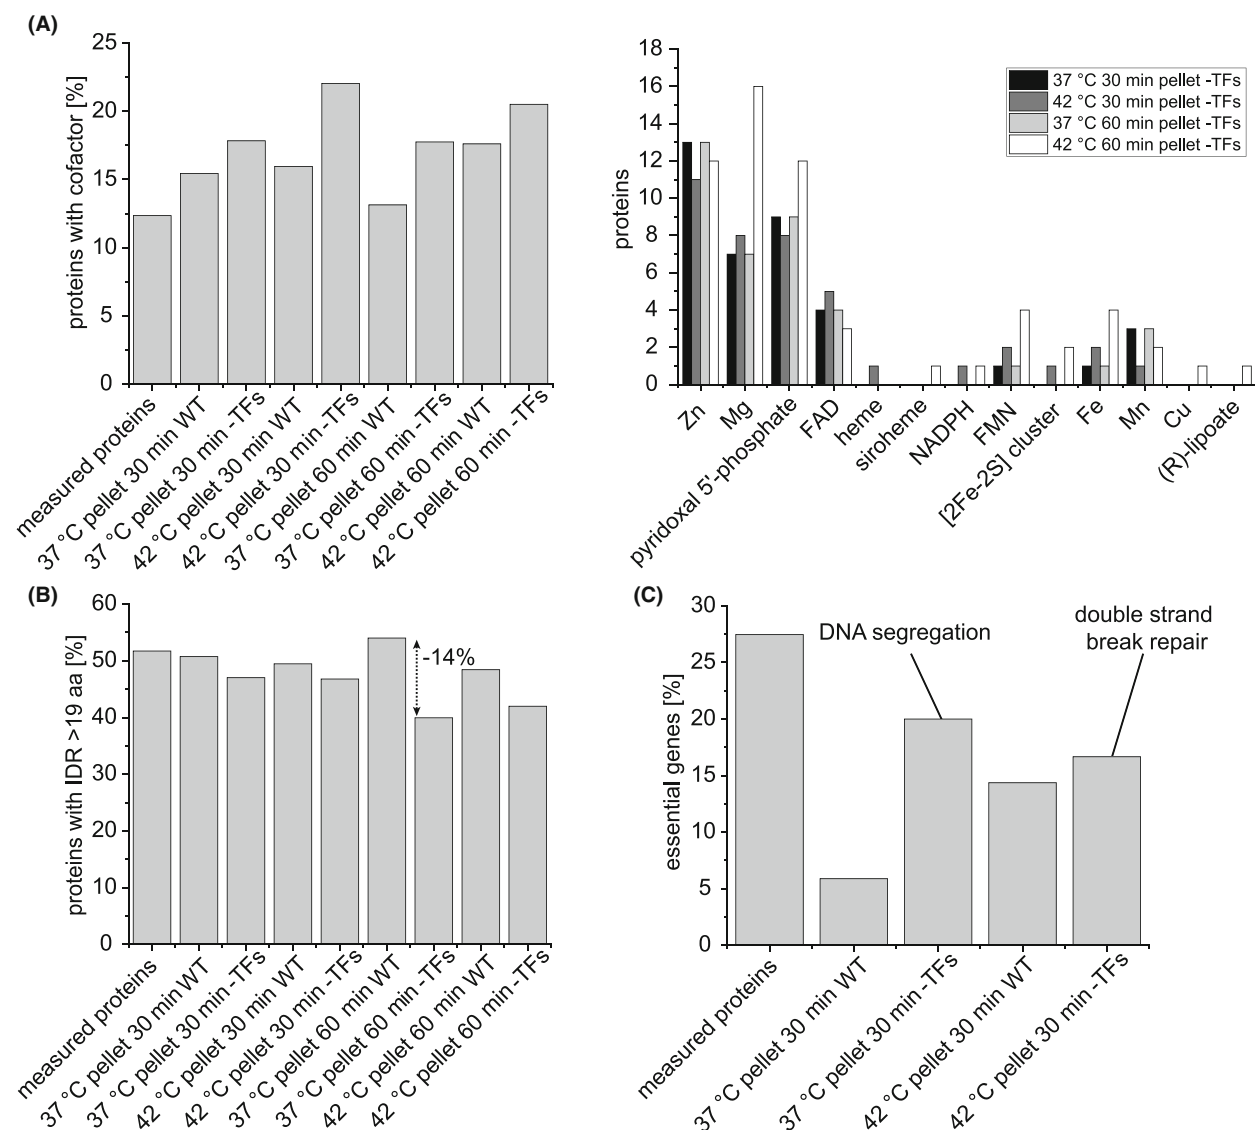 (A)
proteins with cofactor [%]
25
20
15
10
5
0
measured proteins
37 °C pellet 30 min WT
37 °C pellet 30 min -TFs
42 °C pellet 30 min WT
42 °C pellet 30 min -TFs
37 °C pellet 60 min WT
37 °C pellet 60 min -TFs
42 °C pellet 60 min WT
42 °C pellet 60 min -TFs
proteins
18
16
14
12
10
8
6
4
2
0
37 °C 30 min pellet -TFs
42 °C 30 min pellet -TFs
37 °C 60 min pellet -TFs
42 °C 60 min pellet -TFs
Zn
Mg
pyridoxal 5'-phosphate
FAD
heme
siroheme
NADPH
FMN
[2Fe-2S] cluster
Fe
Mn
Cu
(R)-lipoate
(B)
proteins with IDR >19 aa [%]
60
50
40
30
20
10
0
-14%
measured proteins
37 °C pellet 30 min WT
37 °C pellet 30 min -TFs
42 °C pellet 30 min WT
42 °C pellet 30 min -TFs
37 °C pellet 60 min WT
37 °C pellet 60 min -TFs
42 °C pellet 60 min WT
42 °C pellet 60 min -TFs
(C)
essential genes [%]
30
25
20
15
10
5
0
DNA segregation
double strand
break repair
measured proteins
37 °C pellet 30 min WT
37 °C pellet 30 min -TFs
42 °C pellet 30 min WT
42 °C pellet 30 min -TFs